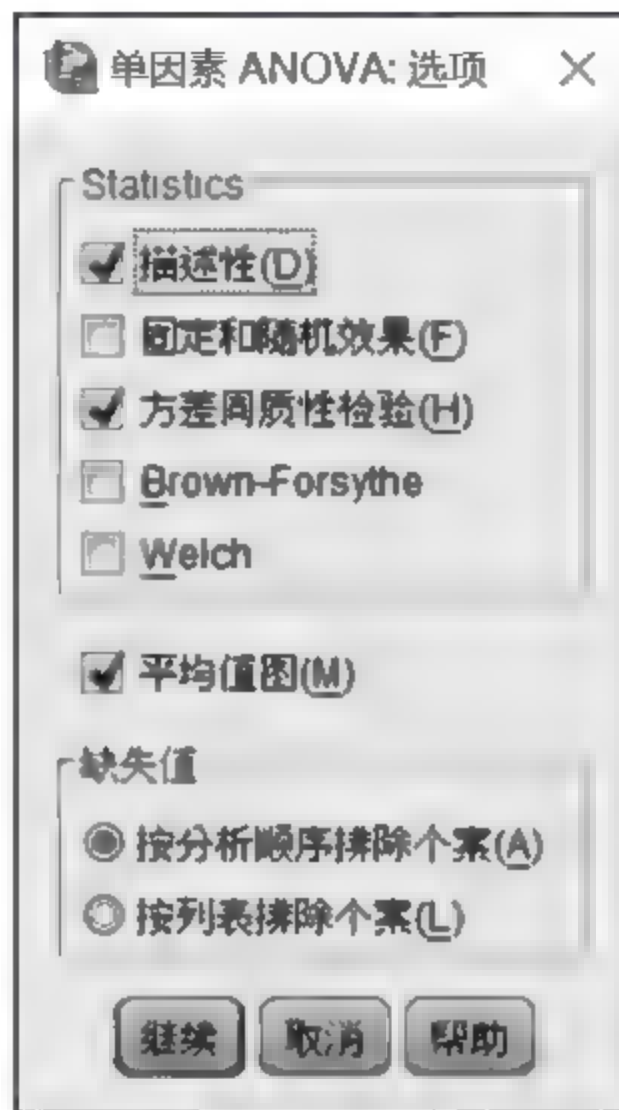 单因素 ANOVA: 选项
Statistics
描述性(D)
固定和随机效果(F)
方差同质性检验(H)
Brown-Forsythe
Welch
平均值图(M)
缺失值
按分析顺序排除个案(A)
按列表排除个案(L)
继续 取消 帮助